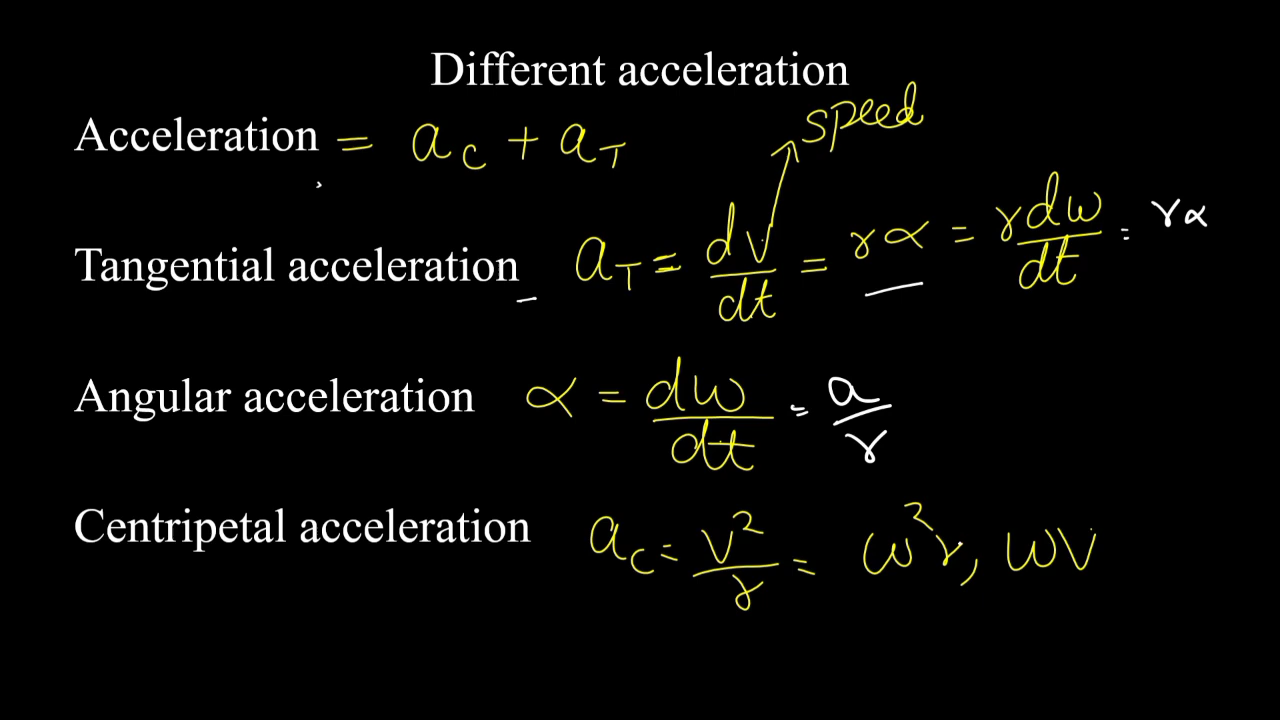 Different acceleration
speed
Acceleration = a_C + a_T
Tangential acceleration a_T = dv/dt = rα = r dω/dt = rα
Angular acceleration α = dω/dt = a/r
Centripetal acceleration a_C = v²/r = ω²r, ωv